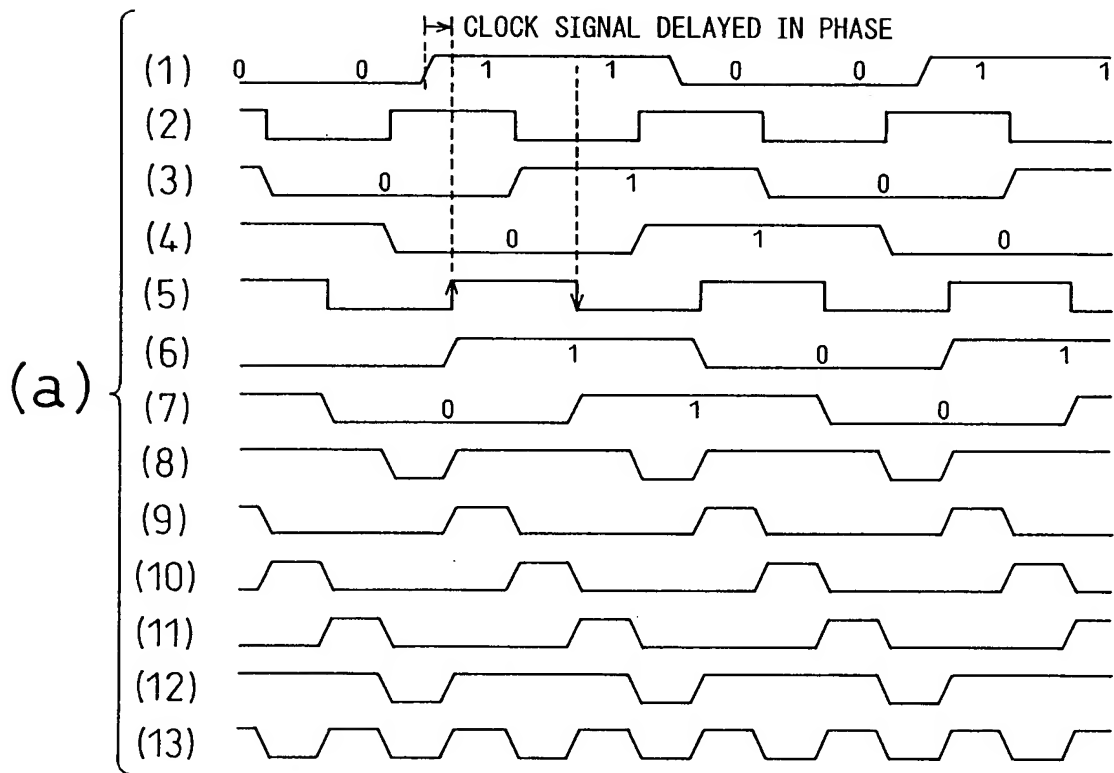 CLOCK SIGNAL DELAYED IN PHASE
(1) 0 0 1 1 0 0 1 1
(2)
(3) 0 1 0
(4) 0 1 0
(5)
(6) 1 0 1
(a)
(7) 0 1 0
(8)
(9)
(10)
(11)
(12)
(13)